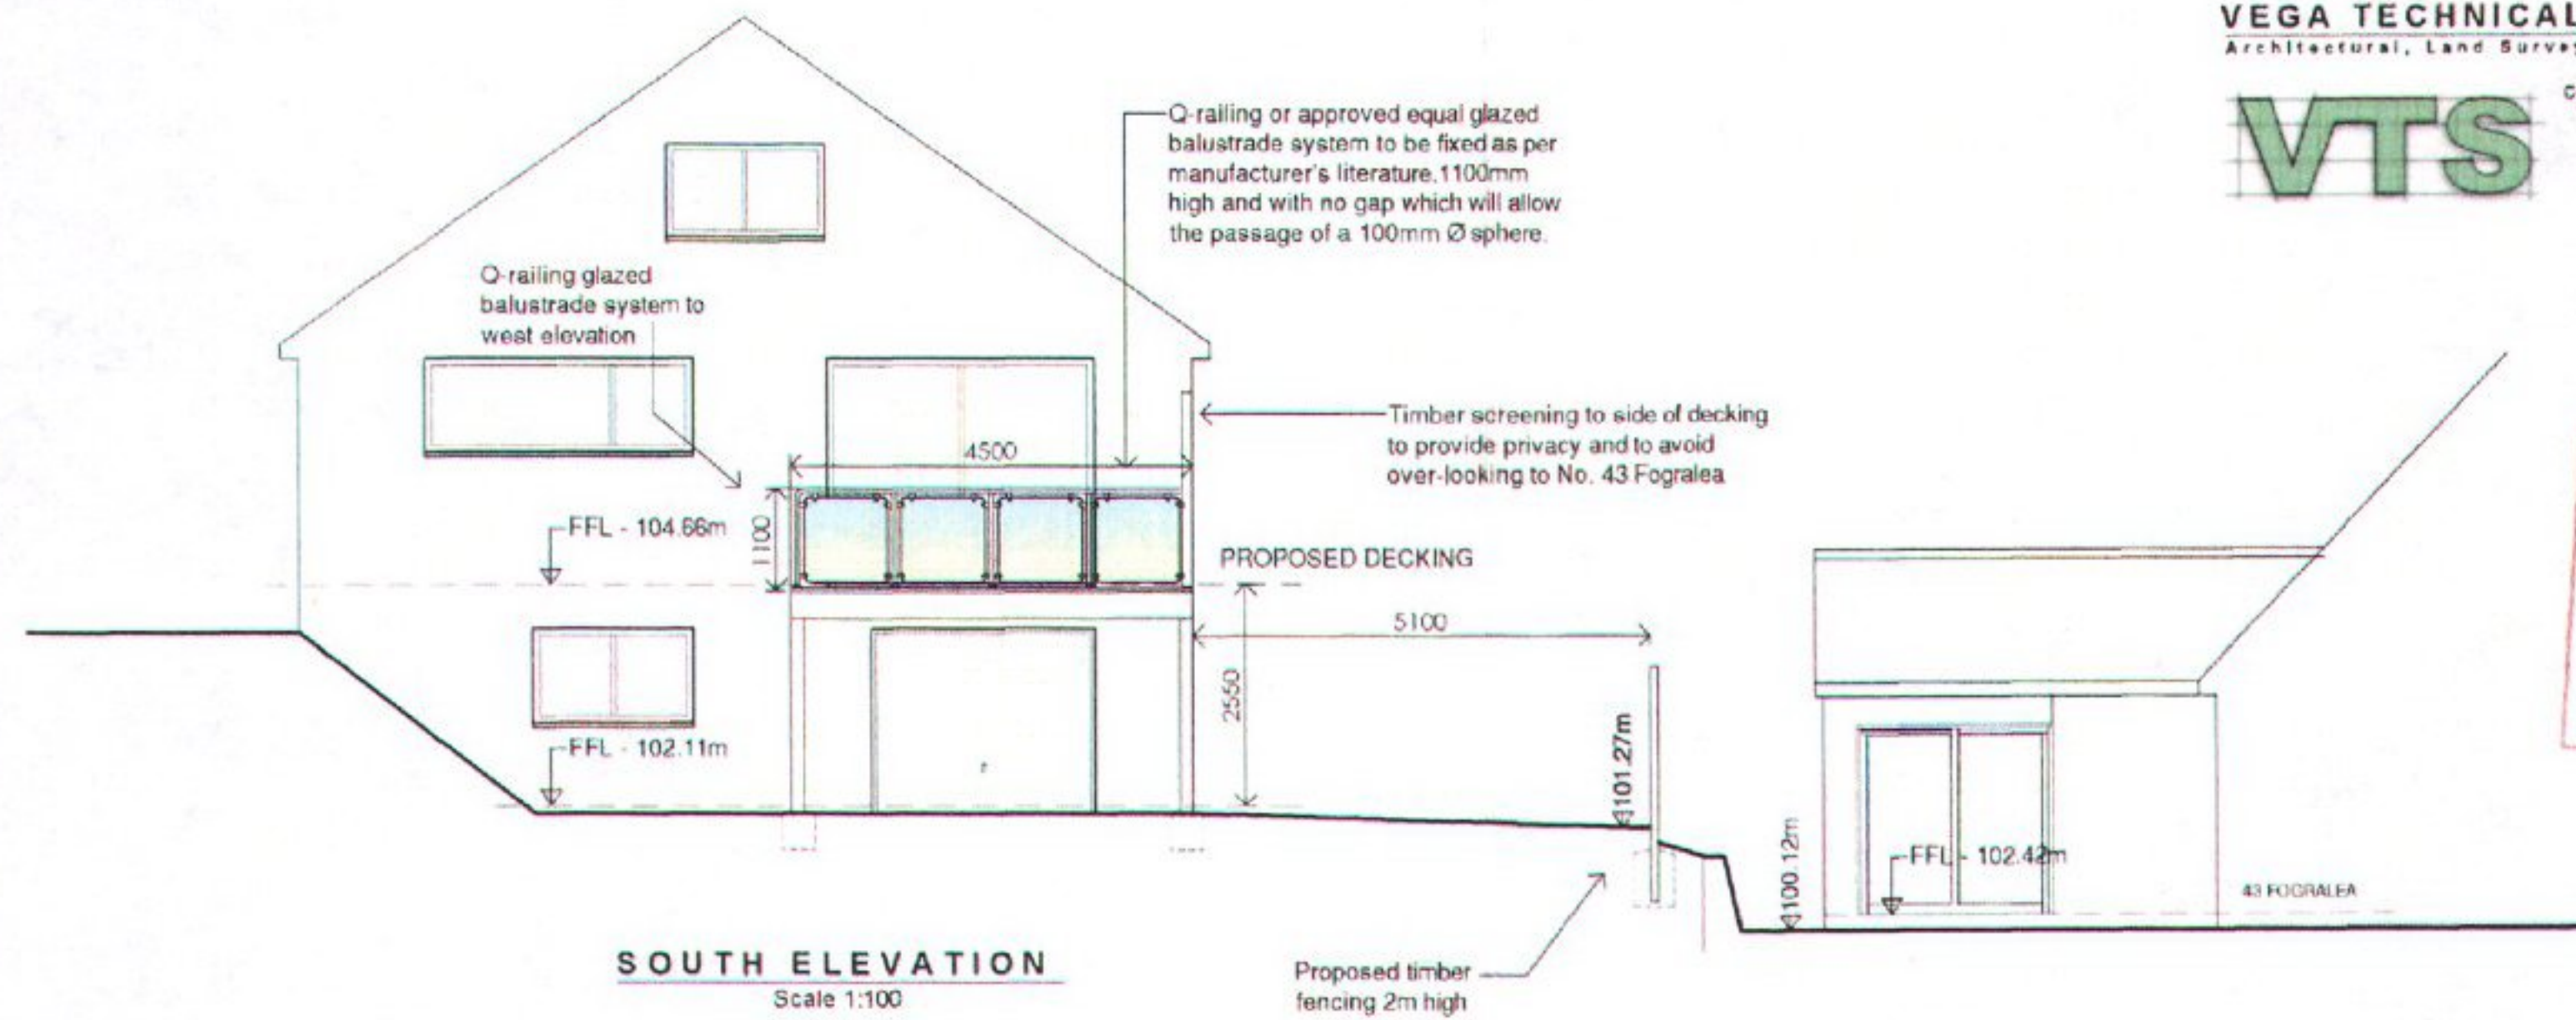 VEGA TECHNICAL
Architectural, Land Survey
VTS
Q-railing or approved equal glazed
balustrade system to be fixed as per
manufacturer's literature.1100mm
high and with no gap which will allow
the passage of a 100mm Ø sphere.
Q-railing glazed
balustrade system to
west elevation
Timber screening to side of decking
to provide privacy and to avoid
over-looking to No. 43 Fogralea
4500
1100
FFL - 104.66m
PROPOSED DECKING
5100
2550
FFL - 102.11m
101.27m
100.12m
FFL - 102.42m
43 FOGRALEA
SOUTH ELEVATION
Scale 1:100
Proposed timber
fencing 2m high